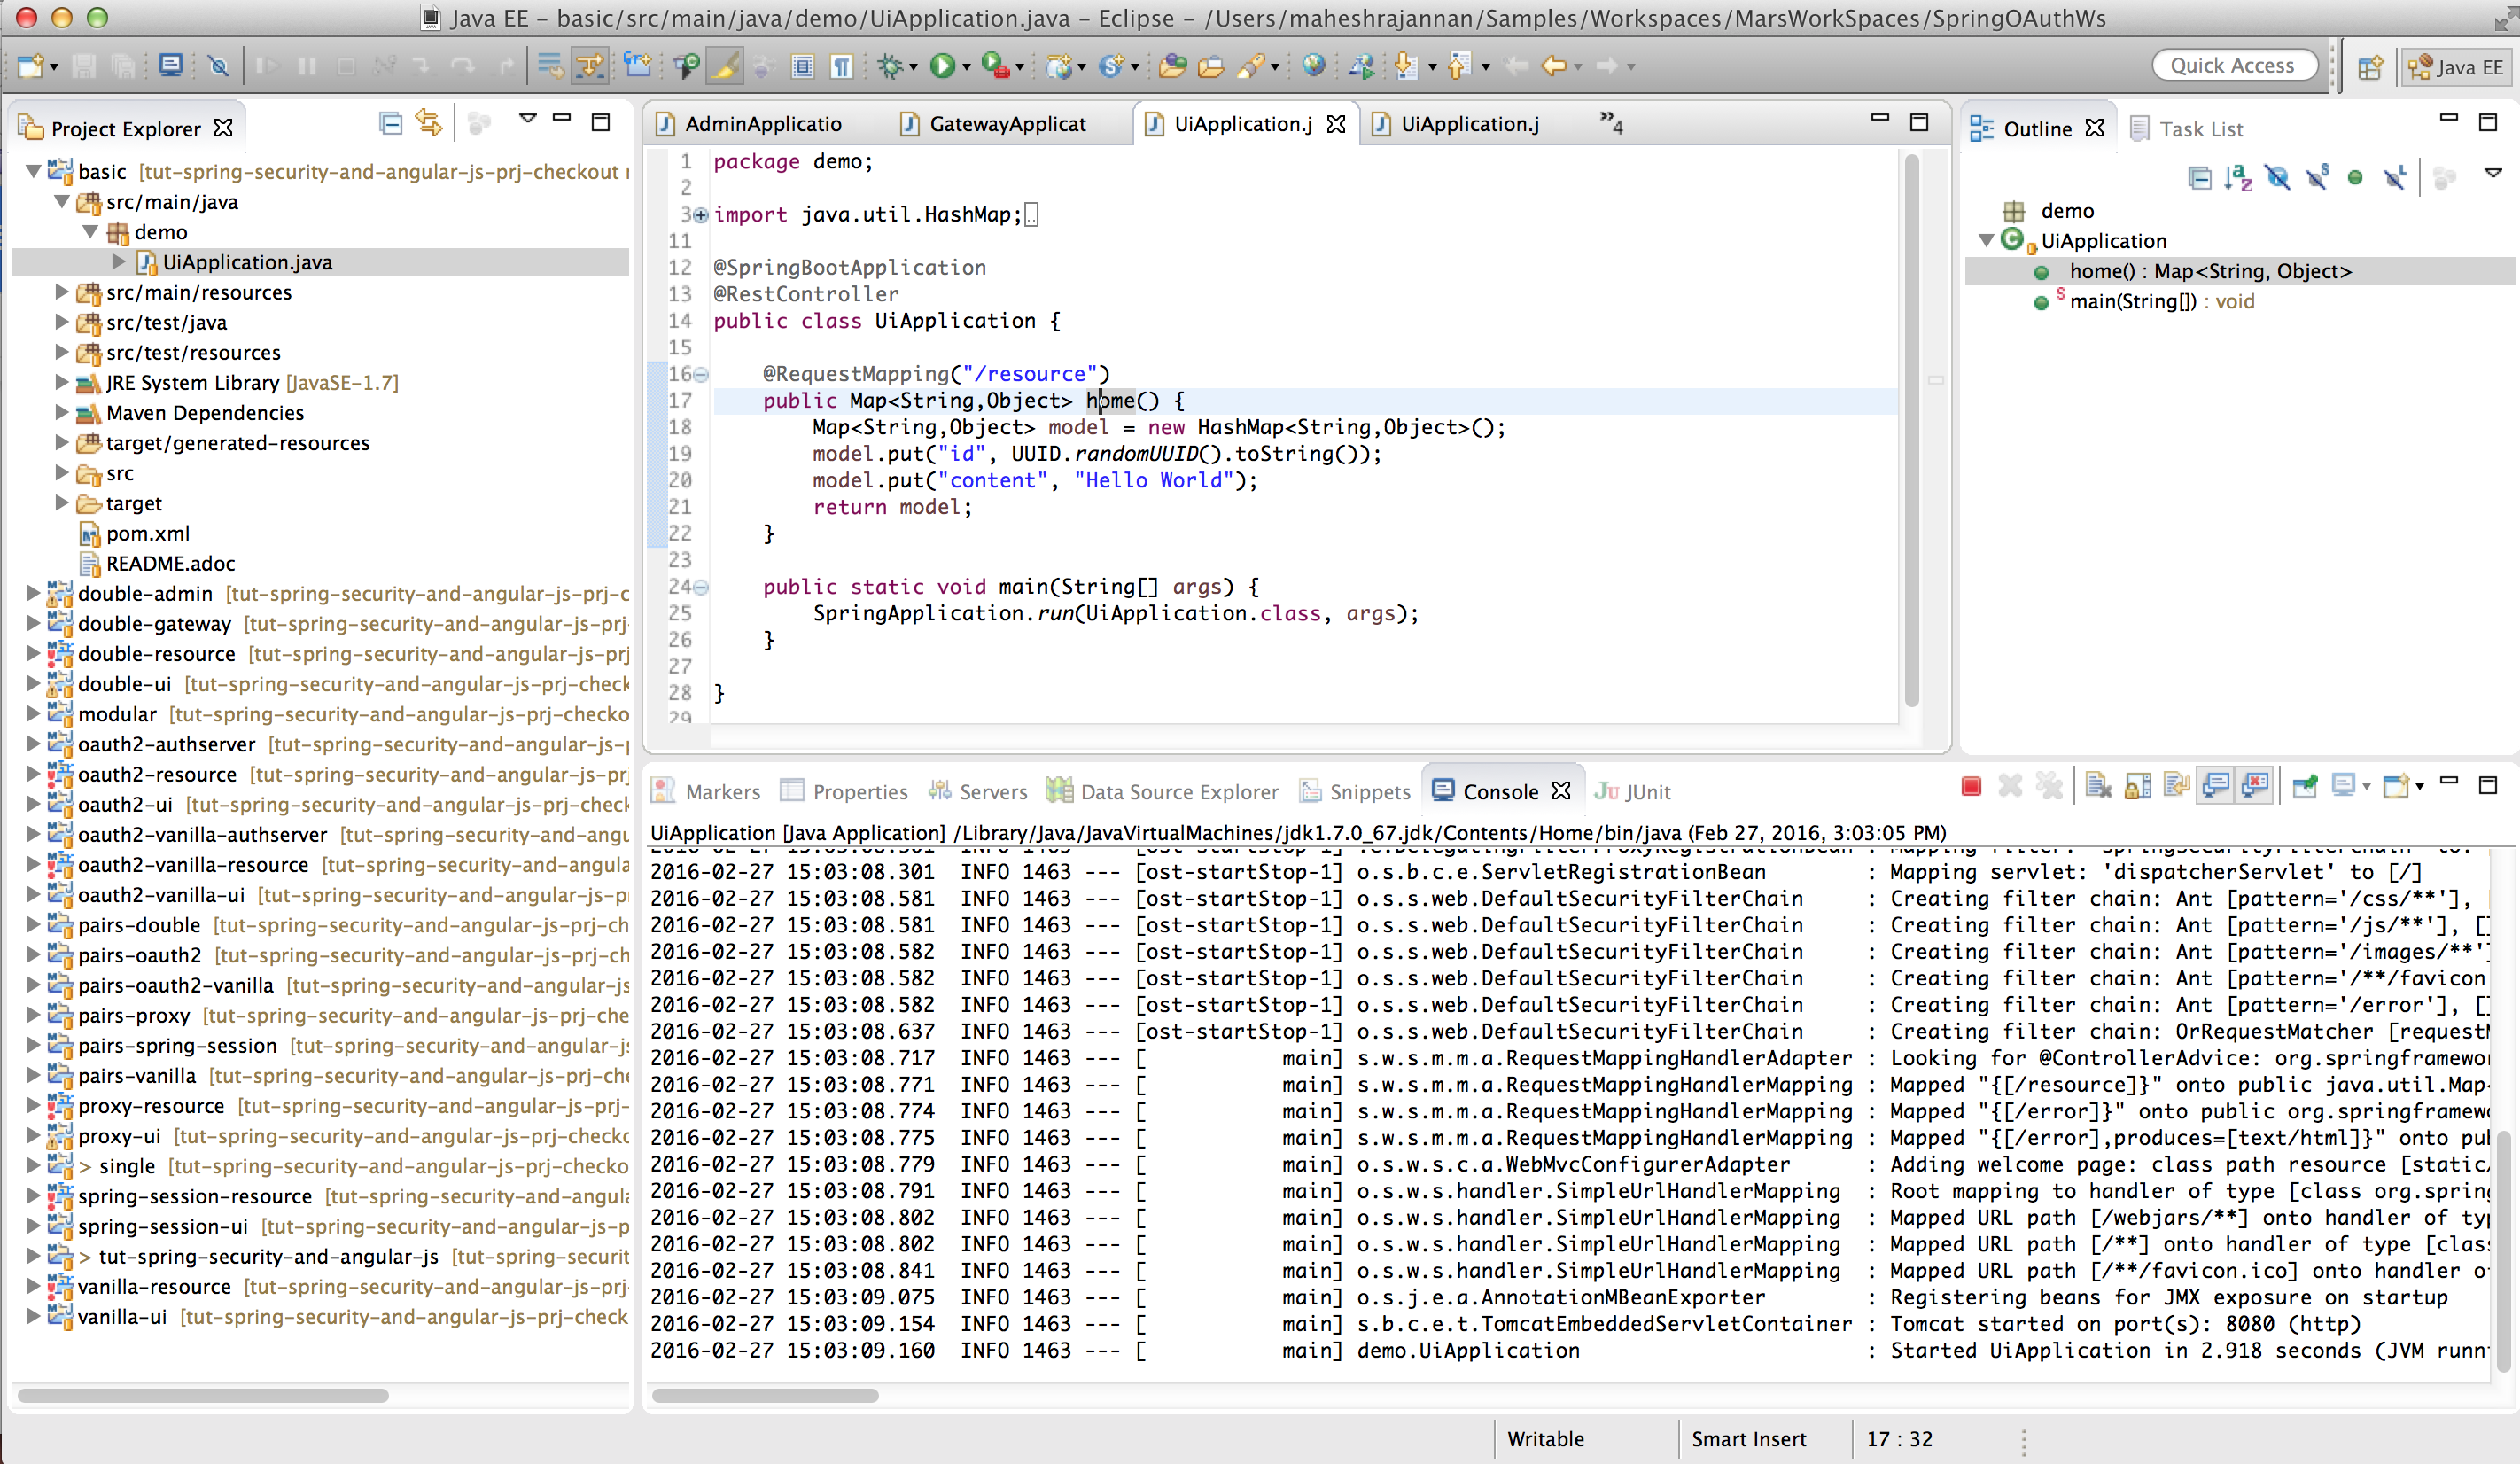 Java EE – basic/src/main/java/demo/UiApplication.java – Eclipse – /Users/maheshrajannan/Samples/Workspaces/MarsWorkSpaces/SpringOAuthWs
Quick Access
Java EE
Project Explorer
basic [tut-spring-security-and-angular-js-prj-checkout
src/main/java
demo
UiApplication.java
src/main/resources
src/test/java
src/test/resources
JRE System Library [JavaSE-1.7]
Maven Dependencies
target/generated-resources
src
target
pom.xml
README.adoc
double-admin [tut-spring-security-and-angular-js-prj-c
double-gateway [tut-spring-security-and-angular-js-prj-
double-resource [tut-spring-security-and-angular-js-prj
double-ui [tut-spring-security-and-angular-js-prj-check
modular [tut-spring-security-and-angular-js-prj-checko
oauth2-authserver [tut-spring-security-and-angular-js-
oauth2-resource [tut-spring-security-and-angular-js-prj
oauth2-ui [tut-spring-security-and-angular-js-prj-check
oauth2-vanilla-authserver [tut-spring-security-and-angu
oauth2-vanilla-resource [tut-spring-security-and-angula
oauth2-vanilla-ui [tut-spring-security-and-angular-js-prj
pairs-double [tut-spring-security-and-angular-js-prj-ch
pairs-oauth2 [tut-spring-security-and-angular-js-prj-ch
pairs-oauth2-vanilla [tut-spring-security-and-angular-js
pairs-proxy [tut-spring-security-and-angular-js-prj-che
pairs-spring-session [tut-spring-security-and-angular-js
pairs-vanilla [tut-spring-security-and-angular-js-prj-che
proxy-resource [tut-spring-security-and-angular-js-prj-
proxy-ui [tut-spring-security-and-angular-js-prj-checkc
> single [tut-spring-security-and-angular-js-prj-checko
spring-session-resource [tut-spring-security-and-angula
spring-session-ui [tut-spring-security-and-angular-js-p
> tut-spring-security-and-angular-js [tut-spring-securit
vanilla-resource [tut-spring-security-and-angular-js-prj-
vanilla-ui [tut-spring-security-and-angular-js-prj-check
AdminApplicatio GatewayApplicat UiApplication.j UiApplication.j »4
1 package demo;
2
3 import java.util.HashMap;
11
12 @SpringBootApplication
13 @RestController
14 public class UiApplication {
15
16 @RequestMapping("/resource")
17 public Map<String,Object> home() {
18 Map<String,Object> model = new HashMap<String,Object>();
19 model.put("id", UUID.randomUUID().toString());
20 model.put("content", "Hello World");
21 return model;
22 }
23
24 public static void main(String[] args) {
25 SpringApplication.run(UiApplication.class, args);
26 }
27
28 }
29
Outline Task List
demo
UiApplication
home() : Map<String, Object>
main(String[]) : void
Markers Properties Servers Data Source Explorer Snippets Console JUnit
UiApplication [Java Application] /Library/Java/JavaVirtualMachines/jdk1.7.0_67.jdk/Contents/Home/bin/java (Feb 27, 2016, 3:03:05 PM)
2016-02-27 15:03:08.301 INFO 1463 --- [ost-startStop-1] o.s.b.c.e.ServletRegistrationBean : Mapping servlet: 'dispatcherServlet' to [/]
2016-02-27 15:03:08.581 INFO 1463 --- [ost-startStop-1] o.s.s.web.DefaultSecurityFilterChain : Creating filter chain: Ant [pattern='/css/**'],
2016-02-27 15:03:08.581 INFO 1463 --- [ost-startStop-1] o.s.s.web.DefaultSecurityFilterChain : Creating filter chain: Ant [pattern='/js/**'], []
2016-02-27 15:03:08.582 INFO 1463 --- [ost-startStop-1] o.s.s.web.DefaultSecurityFilterChain : Creating filter chain: Ant [pattern='/images/**'
2016-02-27 15:03:08.582 INFO 1463 --- [ost-startStop-1] o.s.s.web.DefaultSecurityFilterChain : Creating filter chain: Ant [pattern='/**/favicon
2016-02-27 15:03:08.582 INFO 1463 --- [ost-startStop-1] o.s.s.web.DefaultSecurityFilterChain : Creating filter chain: Ant [pattern='/error'], []
2016-02-27 15:03:08.637 INFO 1463 --- [ost-startStop-1] o.s.s.web.DefaultSecurityFilterChain : Creating filter chain: OrRequestMatcher [requestM
2016-02-27 15:03:08.717 INFO 1463 --- [ main] s.w.s.m.m.a.RequestMappingHandlerAdapter : Looking for @ControllerAdvice: org.springframewor
2016-02-27 15:03:08.771 INFO 1463 --- [ main] s.w.s.m.m.a.RequestMappingHandlerMapping : Mapped "{[/resource]}" onto public java.util.Map<
2016-02-27 15:03:08.774 INFO 1463 --- [ main] s.w.s.m.m.a.RequestMappingHandlerMapping : Mapped "{[/error]}" onto public org.springframewo
2016-02-27 15:03:08.775 INFO 1463 --- [ main] s.w.s.m.m.a.RequestMappingHandlerMapping : Mapped "{[/error],produces=[text/html]}" onto pub
2016-02-27 15:03:08.779 INFO 1463 --- [ main] o.s.w.s.c.a.WebMvcConfigurerAdapter : Adding welcome page: class path resource [static/
2016-02-27 15:03:08.791 INFO 1463 --- [ main] o.s.w.s.handler.SimpleUrlHandlerMapping : Root mapping to handler of type [class org.spring
2016-02-27 15:03:08.802 INFO 1463 --- [ main] o.s.w.s.handler.SimpleUrlHandlerMapping : Mapped URL path [/webjars/**] onto handler of typ
2016-02-27 15:03:08.802 INFO 1463 --- [ main] o.s.w.s.handler.SimpleUrlHandlerMapping : Mapped URL path [/**] onto handler of type [class
2016-02-27 15:03:08.841 INFO 1463 --- [ main] o.s.w.s.handler.SimpleUrlHandlerMapping : Mapped URL path [/**/favicon.ico] onto handler o
2016-02-27 15:03:09.075 INFO 1463 --- [ main] o.s.j.e.a.AnnotationMBeanExporter : Registering beans for JMX exposure on startup
2016-02-27 15:03:09.154 INFO 1463 --- [ main] s.b.c.e.t.TomcatEmbeddedServletContainer : Tomcat started on port(s): 8080 (http)
2016-02-27 15:03:09.160 INFO 1463 --- [ main] demo.UiApplication : Started UiApplication in 2.918 seconds (JVM runn
Writable Smart Insert 17 : 32